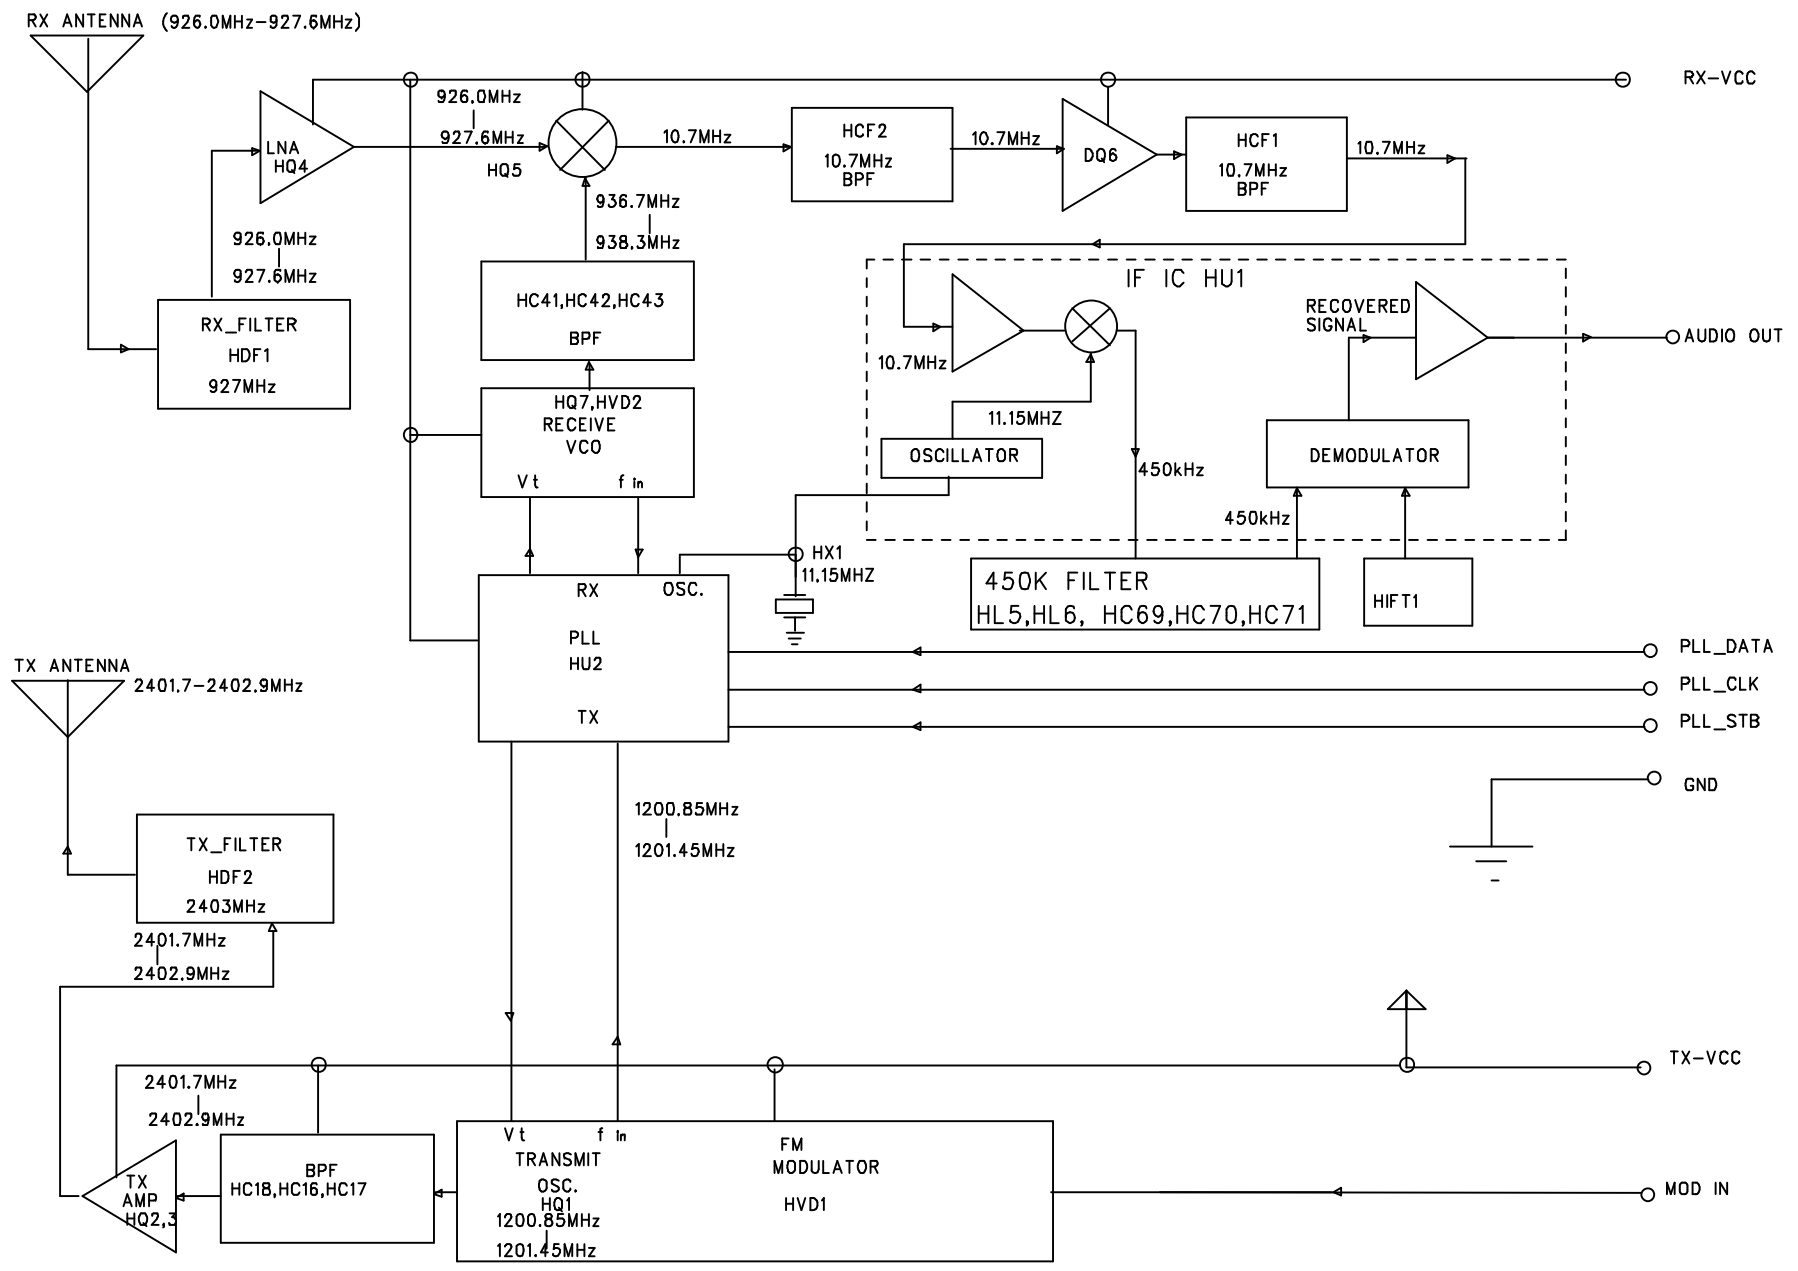 RX ANTENNA (926.0MHz-927.6MHz)
RX-VCC
926.0MHz
927.6MHz
HQ5
LNA
HQ4
10.7MHz
HCF2
10.7MHz
BPF
10.7MHz
DQ6
HCF1
10.7MHz
BPF
10.7MHz
936.7MHz
938.3MHz
926.0MHz
927.6MHz
RX_FILTER
HDF1
927MHz
HC41,HC42,HC43
BPF
HQ7,HVD2
RECEIVE
VCO
Vt
f in
IF IC HU1
10.7MHz
11.15MHZ
OSCILLATOR
450kHz
RECOVERED
SIGNAL
AUDIO OUT
DEMODULATOR
450kHz
HX1
11.15MHZ
450K FILTER
HL5,HL6, HC69,HC70,HC71
HIFT1
RX
OSC.
PLL
HU2
TX
PLL_DATA
PLL_CLK
PLL_STB
GND
TX ANTENNA
2401.7-2402.9MHz
1200.85MHz
1201.45MHz
TX_FILTER
HDF2
2403MHz
2401.7MHz
2402.9MHz
TX-VCC
2401.7MHz
2402.9MHz
TX
AMP
HQ2,3
BPF
HC18,HC16,HC17
Vt
f in
TRANSMIT
OSC.
HQ1
1200.85MHz
1201.45MHz
FM
MODULATOR
HVD1
MOD IN